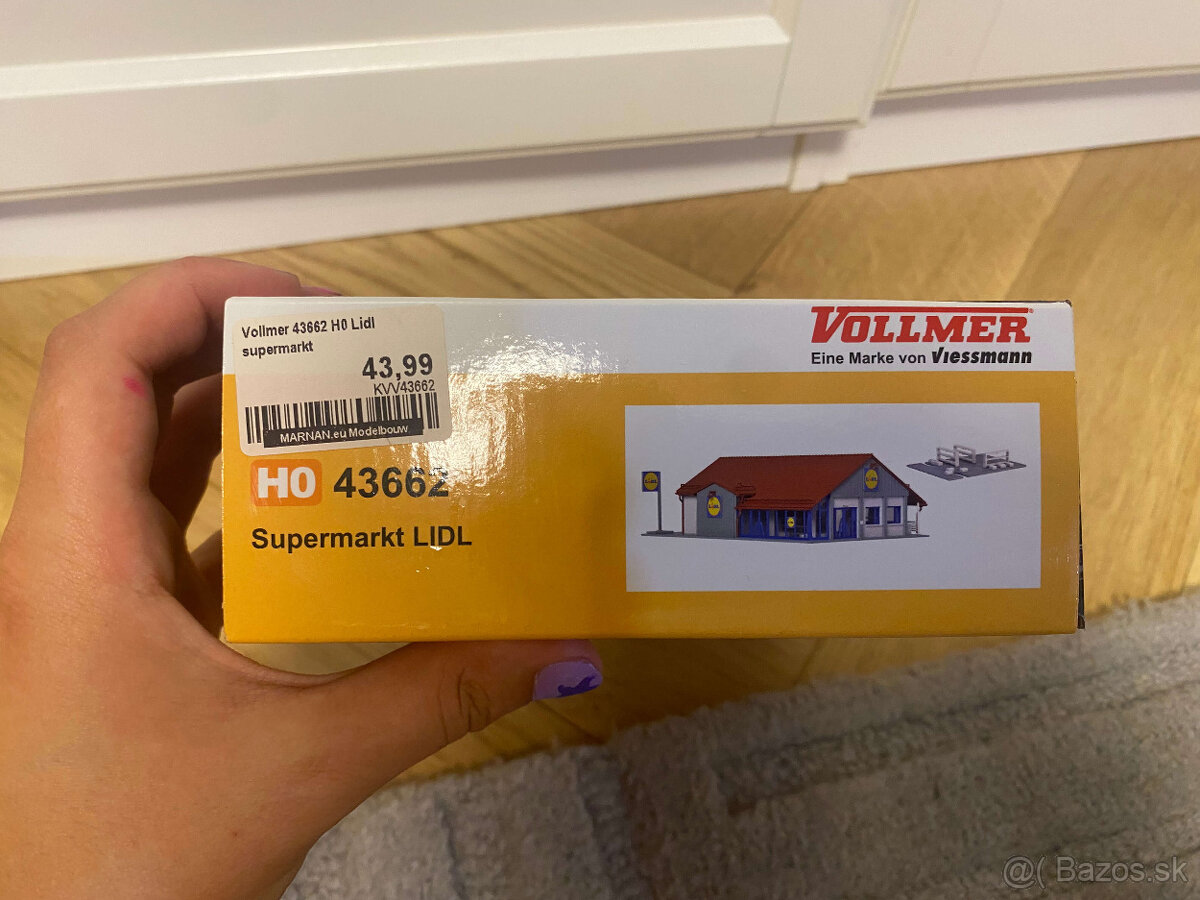 Vollmer 43662 H0 Lidl
supermarkt
43,99
KVV43662
MARNAN.eu Modelbouw
VOLLMER
Eine Marke von Viessmann
H0 43662
Supermarkt LIDL
@( Bazos.sk